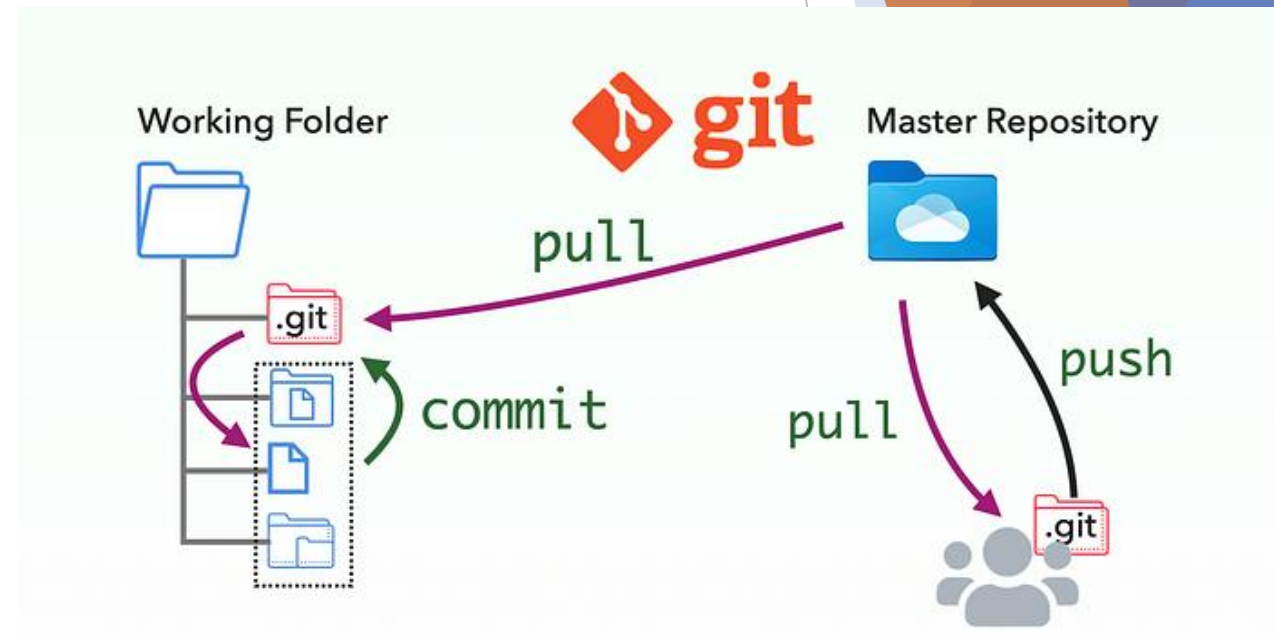 Working Folder
git
Master Repository
pull
.git
commit
push
pull
.git